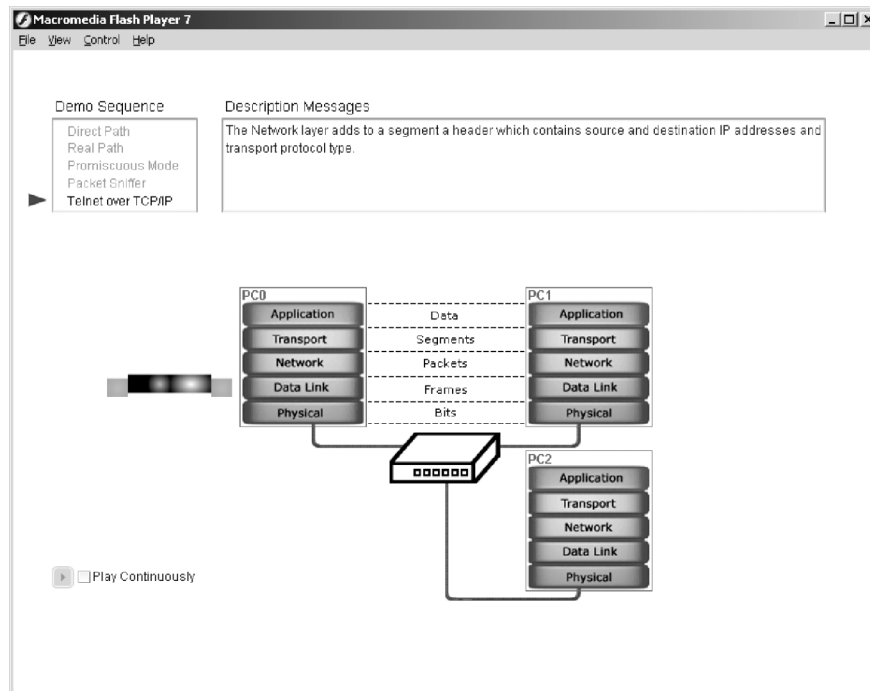 Macromedia Flash Player 7
File View Control Help
Demo Sequence
Direct Path
Real Path
Promiscuous Mode
Packet Sniffer
Telnet over TCP/IP
Description Messages
The Network layer adds to a segment a header which contains source and destination IP addresses and
transport protocol type.
PC0
Application
Transport
Network
Data Link
Physical
Data
Segments
Packets
Frames
Bits
PC1
Application
Transport
Network
Data Link
Physical
PC2
Application
Transport
Network
Data Link
Physical
Play Continuously